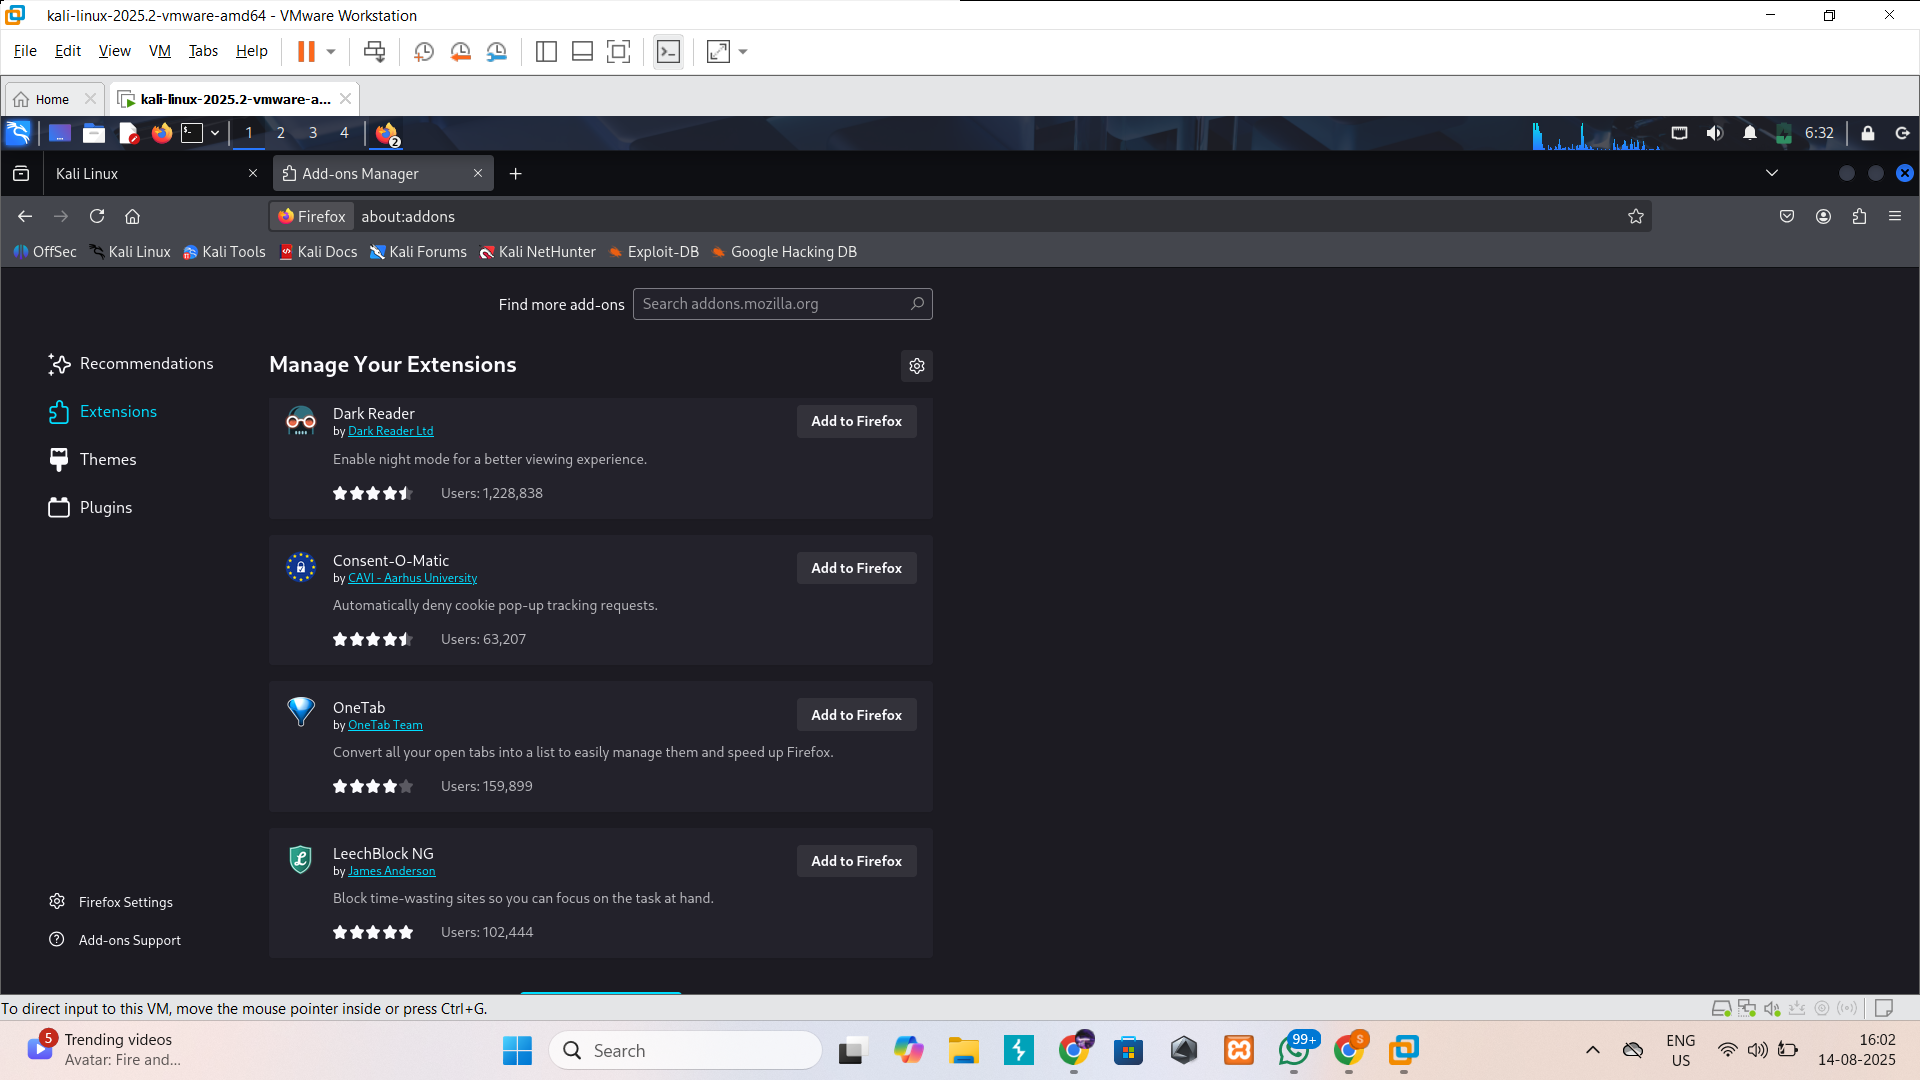 kali-linux-2025.2-vmware-amd64 - VMware Workstation
File Edit View VM Tabs Help
Home kali-linux-2025.2-vmware-a...
1 2 3 4 2 6:32
Kali Linux Add-ons Manager
Firefox about:addons
OffSec Kali Linux Kali Tools Kali Docs Kali Forums Kali NetHunter Exploit-DB Google Hacking DB
Find more add-ons Search addons.mozilla.org
Recommendations
Extensions
Themes
Plugins
Firefox Settings
Add-ons Support
Manage Your Extensions
Dark Reader
by Dark Reader Ltd
Add to Firefox
Enable night mode for a better viewing experience.
Users: 1,228,838
Consent-O-Matic
by CAVI - Aarhus University
Add to Firefox
Automatically deny cookie pop-up tracking requests.
Users: 63,207
OneTab
by OneTab Team
Add to Firefox
Convert all your open tabs into a list to easily manage them and speed up Firefox.
Users: 159,899
LeechBlock NG
by James Anderson
Add to Firefox
Block time-wasting sites so you can focus on the task at hand.
Users: 102,444
To direct input to this VM, move the mouse pointer inside or press Ctrl+G.
5 Trending videos
Avatar: Fire and...
Search
99+
S
ENG
US
16:02
14-08-2025